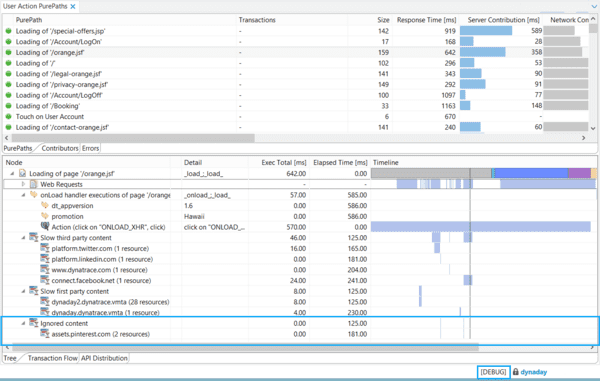 User Action PurePaths
PurePath Transactions Size Response Time [ms] Server Contribution [ms] Network Con
Loading of '/special-offers.jsp' - 142 919 589
Loading of '/Account/LogOn' - 17 168 28
Loading of '/orange.jsf' - 159 642 358
Loading of '/' - 102 296 53
Loading of '/legal-orange.jsf' - 141 343 90
Loading of '/privacy-orange.jsf' - 149 292 91
Loading of '/Account/LogOff' - 100 1097 77
Loading of '/Booking' - 33 1163 148
Touch on User Account - 6 670 -
Loading of '/contact-orange.jsf' - 141 240 60
PurePaths Contributors Errors
Node Detail Exec Total [ms] Elapsed Time [ms] Timeline
Loading of page '/orange.jsf' _load_;_load_ 642.00 0.00
Web Requests - - -
onLoad handler executions of page '/orange _onload_;_load_ 57.00 585.00
dt_appversion 1.6 0.00 585.00
promotion Hawaii 0.00 586.00
Action (click on "ONLOAD_XHR", click) click on "ONLOAD_... 570.00 0.00
Slow third party content 46.00 125.00
platform.twitter.com (1 resource) 16.00 165.00
platform.linkedin.com (1 resource) 0.00 181.00
www.dynatrace.com (1 resource) 0.00 204.00
connect.facebook.net (1 resource) 24.00 241.00
Slow first party content 8.00 125.00
dynaday2.dynatrace.vmta (28 resources) 8.00 125.00
dynaday.dynatrace.vmta (1 resource) 4.00 230.00
Ignored content 0.00 125.00
assets.pinterest.com (2 resources) 0.00 181.00
Tree Transaction Flow API Distribution
[DEBUG] dynaday